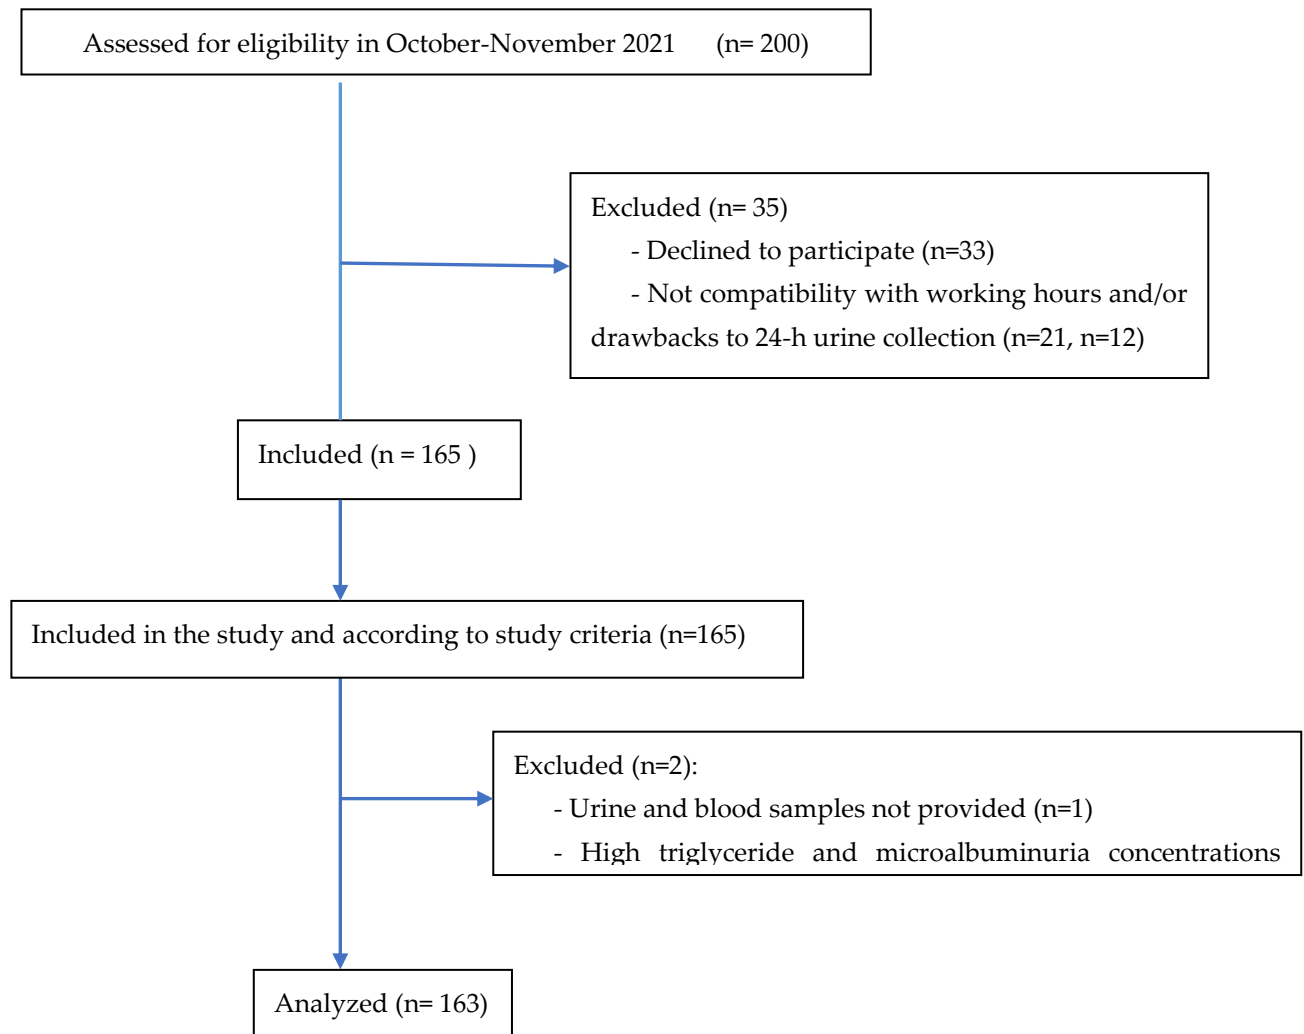 Assessed for eligibility in October-November 2021 (n= 200)
Excluded (n= 35)
- Declined to participate (n=33)
- Not compatibility with working hours and/or
drawbacks to 24-h urine collection (n=21, n=12)
Included (n = 165 )
Included in the study and according to study criteria (n=165)
Excluded (n=2):
- Urine and blood samples not provided (n=1)
- High triglyceride and microalbuminuria concentrations
Analyzed (n= 163)